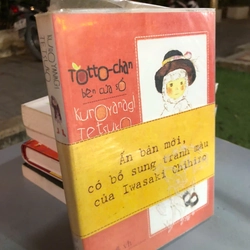 TOTTO-chan
bên cửa sổ
KUROYANAGI
TETSUKO
Ấn bản mới,
có bổ sung tranh màu
của Iwasaki Chihiro